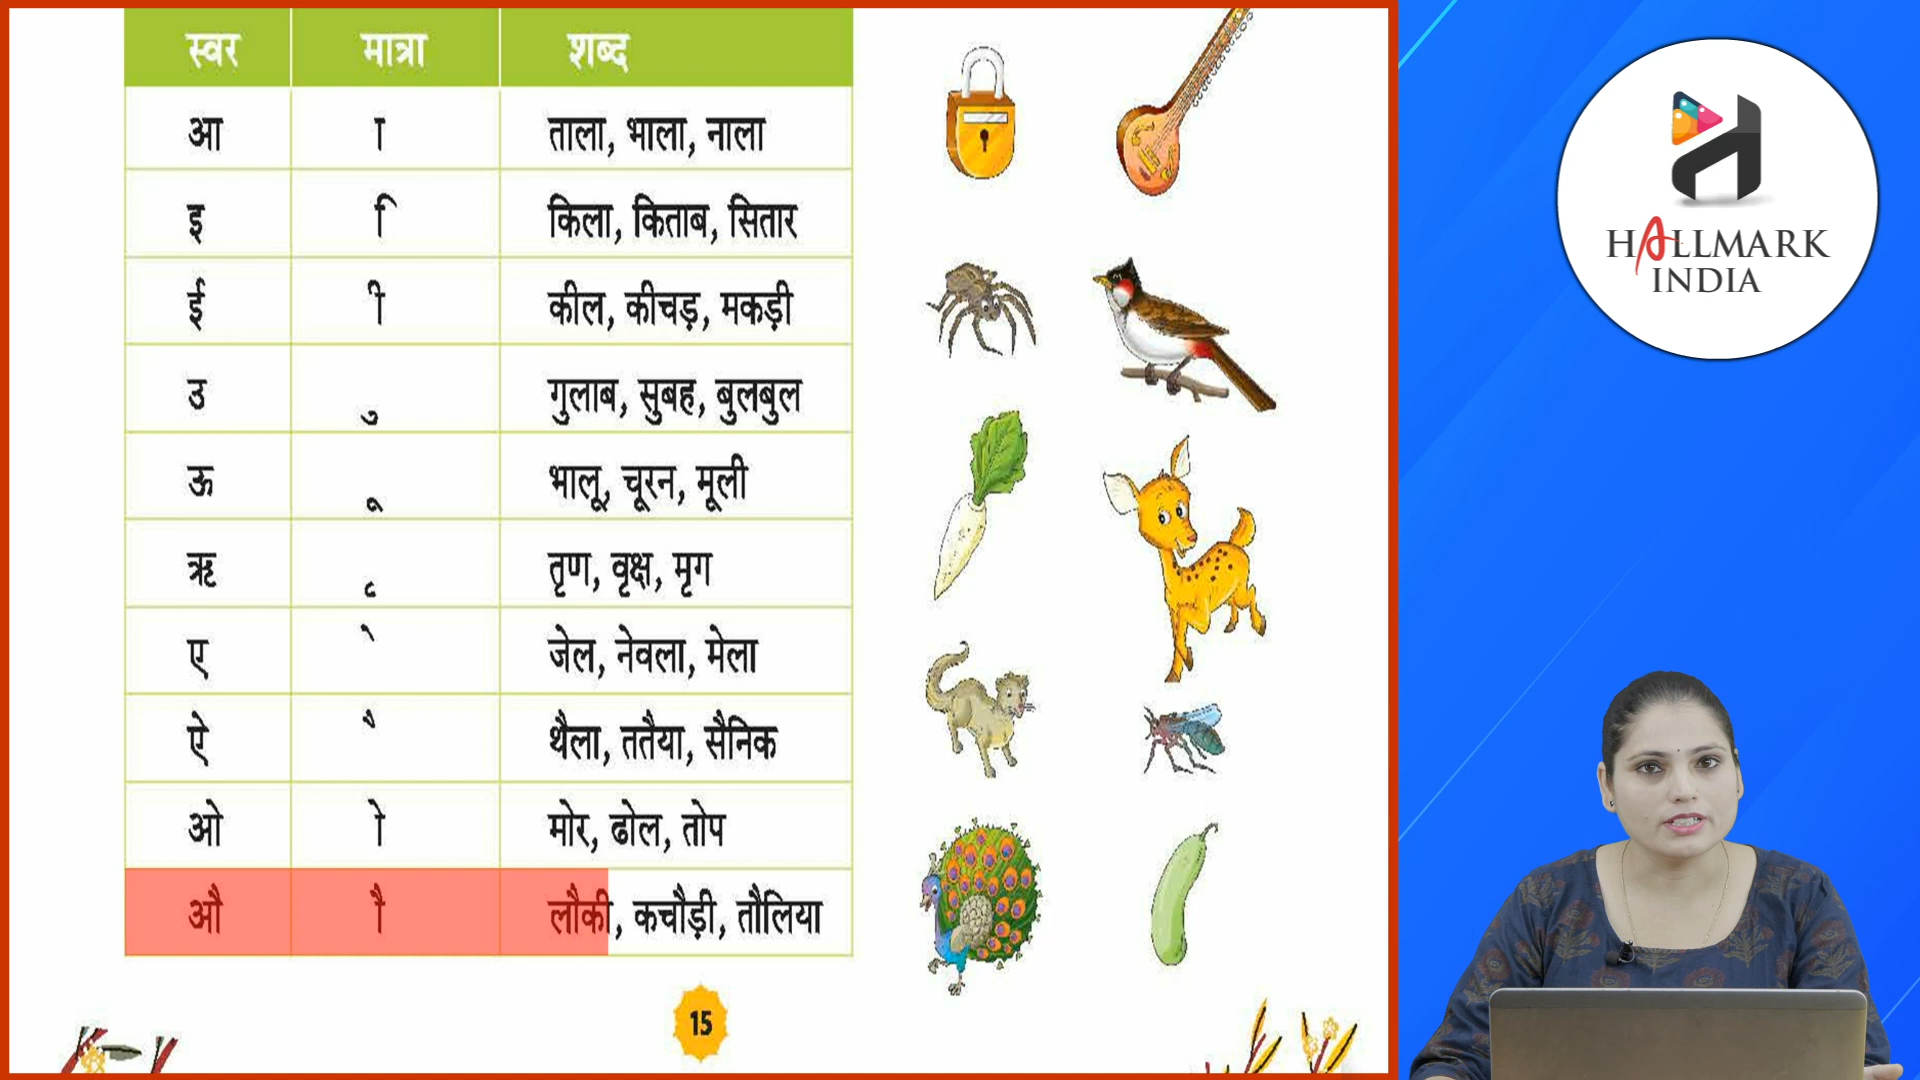 स्वर मात्रा शब्द
आ ा ताला, भाला, नाला
इ ि किला, किताब, सितार
ई ी कील, कीचड़, मकड़ी
उ ु गुलाब, सुबह, बुलबुल
ऊ ू भालू, चूरन, मूली
ऋ ृ तृण, वृक्ष, मृग
ए े जेल, नेवला, मेला
ऐ ै थैला, ततैया, सैनिक
ओ ो मोर, ढोल, तोप
औ ौ लौकी, कचौड़ी, तौलिया
15
HALLMARK
INDIA